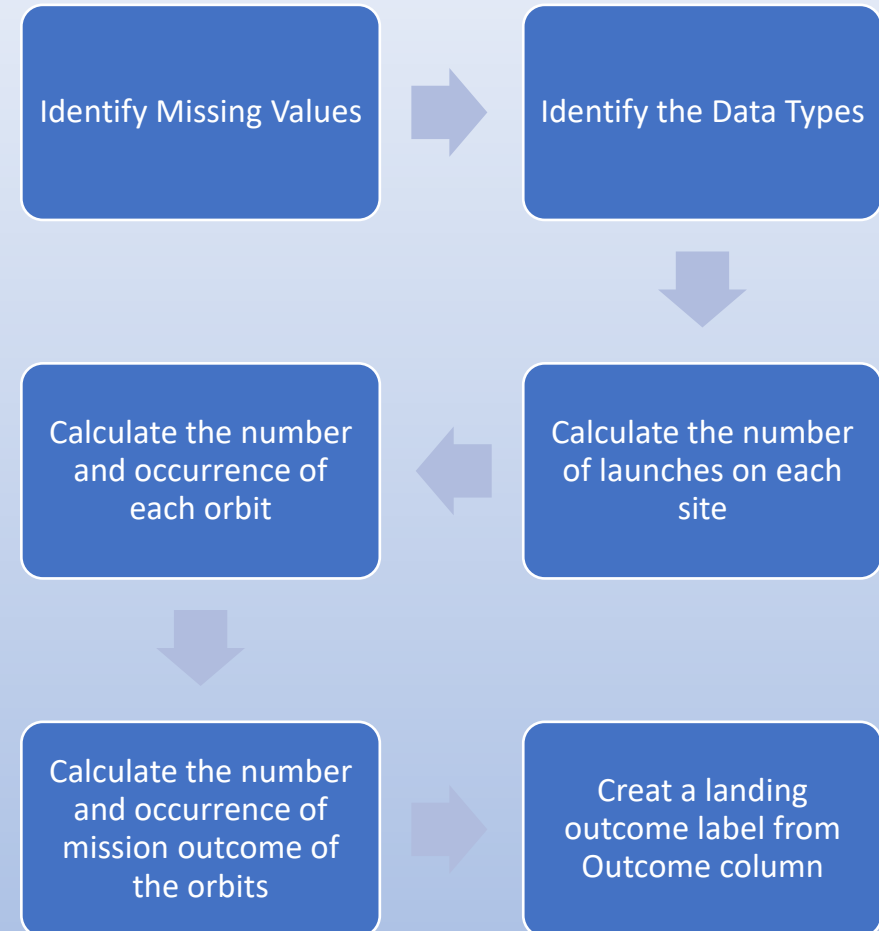 Identify Missing Values
Identify the Data Types
Calculate the number
of launches on each
site
Calculate the number
and occurrence of
each orbit
Calculate the number
and occurrence of
mission outcome of
the orbits
Creat a landing
outcome label from
Outcome column